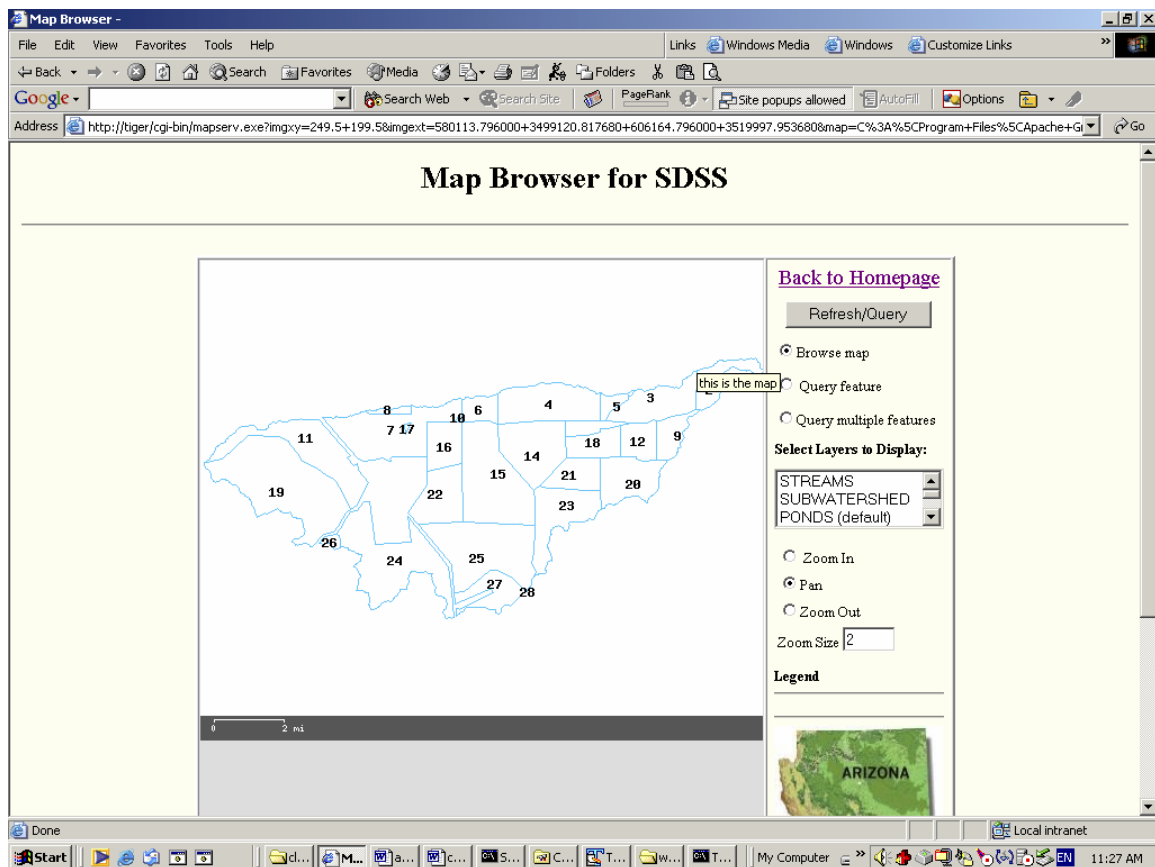 Map Browser -
File Edit View Favorites Tools Help Links Windows Media Windows Customize Links »
Back Search Favorites Media Folders
Google Search Web Search Site PageRank Site popups allowed AutoFill Options
Address http://tiger/cgi-bin/mapserv.exe?imgxy=249.5+199.5&imgext=580113.796000+3499120.817680+606164.796000+3519997.953680&map=C%3A%5CProgram+Files%5CApache+G Go
Map Browser for SDSS
Back to Homepage
Refresh/Query
Browse map
this is the map
Query feature
Query multiple features
Select Layers to Display:
STREAMS
SUBWATERSHED
PONDS (default)
Zoom In
Pan
Zoom Out
Zoom Size 2
Legend
ARIZONA
8 10 6 4 5 3
11 7 17 16 14 18 12 9
19 22 15 21 20
23
26 24 25
27 28
0 2 mi
Done Local intranet
Start d... M... a... c... S... C... T... w... T... My Computer » EN 11:27 AM